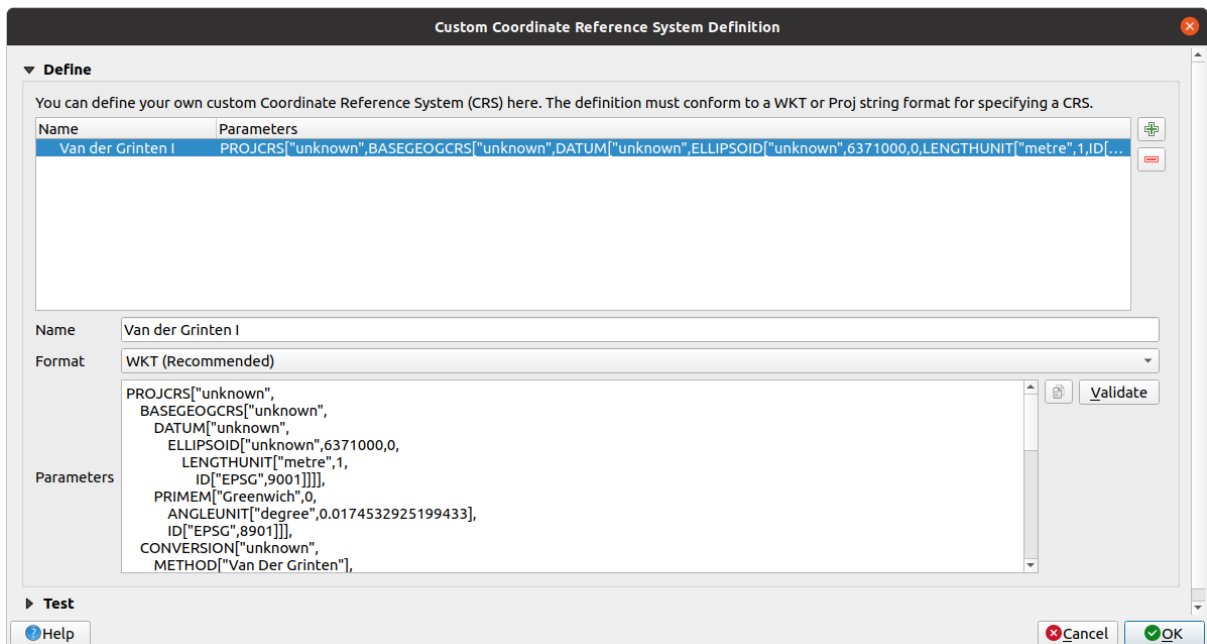 Custom Coordinate Reference System Definition
Define
You can define your own custom Coordinate Reference System (CRS) here. The definition must conform to a WKT or Proj string format for specifying a CRS.
Name Parameters
Van der Grinten I PROJCRS["unknown",BASEGEOGCRS["unknown",DATUM["unknown",ELLIPSOID["unknown",6371000,0,LENGTHUNIT["metre",1,ID[...
Name Van der Grinten I
Format WKT (Recommended)
PROJCRS["unknown",
BASEGEOGCRS["unknown",
DATUM["unknown",
ELLIPSOID["unknown",6371000,0,
LENGTHUNIT["metre",1,
ID["EPSG",9001]]]],
PRIMEM["Greenwich",0,
ANGLEUNIT["degree",0.0174532925199433],
ID["EPSG",8901]]],
CONVERSION["unknown",
METHOD["Van Der Grinten"],
Parameters
Validate
Test
Help Cancel OK